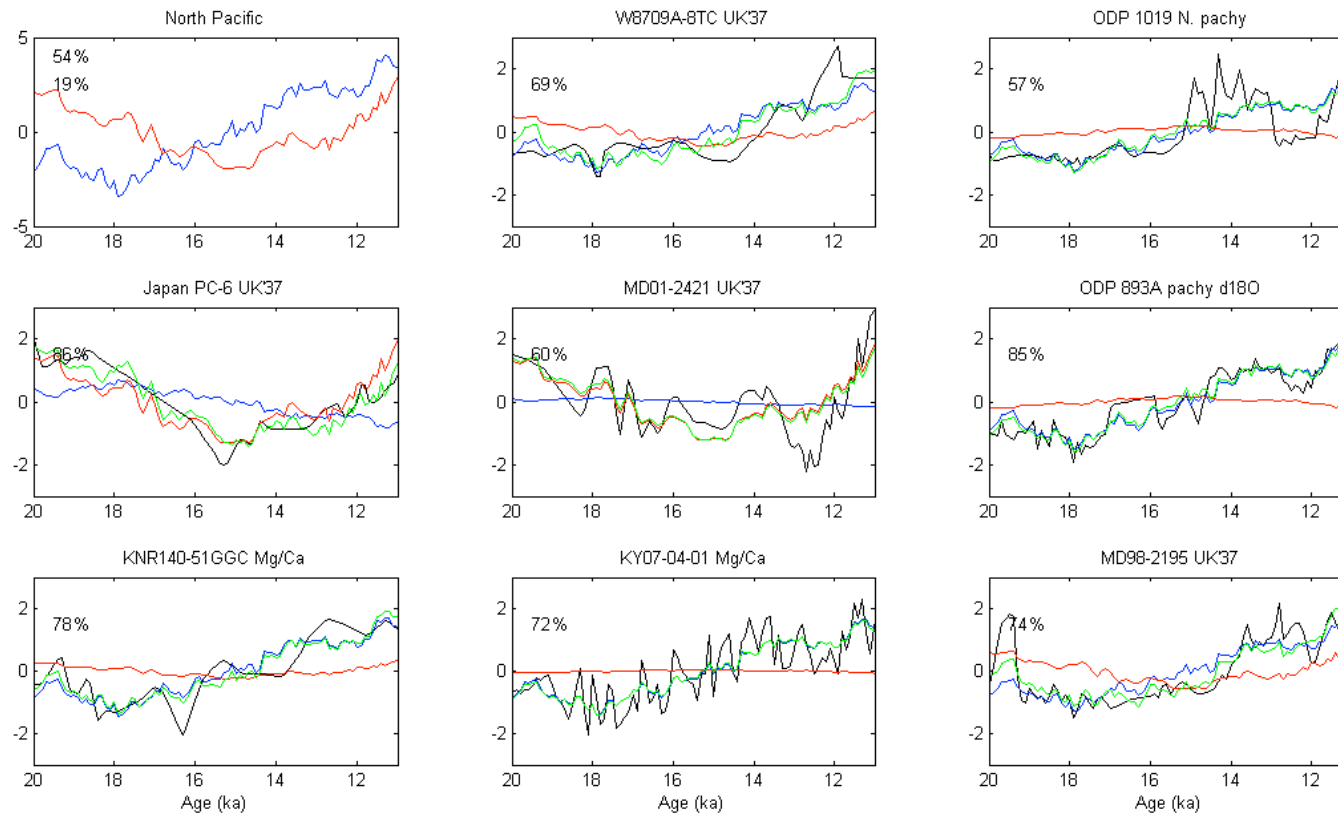 North Pacific
W8709A-8TC UK'37
ODP 1019 N. pachy
5
0
-5
54%
19%
20 18 16 14 12
2
0
-2
69%
20 18 16 14 12
2
0
-2
57%
20 18 16 14 12
Japan PC-6 UK'37
MD01-2421 UK'37
ODP 893A pachy d18O
2
0
-2
86%
20 18 16 14 12
2
0
-2
60%
20 18 16 14 12
2
0
-2
85%
20 18 16 14 12
KNR140-51GGC Mg/Ca
KY07-04-01 Mg/Ca
MD98-2195 UK'37
2
0
-2
78%
20 18 16 14 12
Age (ka)
2
0
-2
72%
20 18 16 14 12
Age (ka)
2
0
-2
74%
20 18 16 14 12
Age (ka)